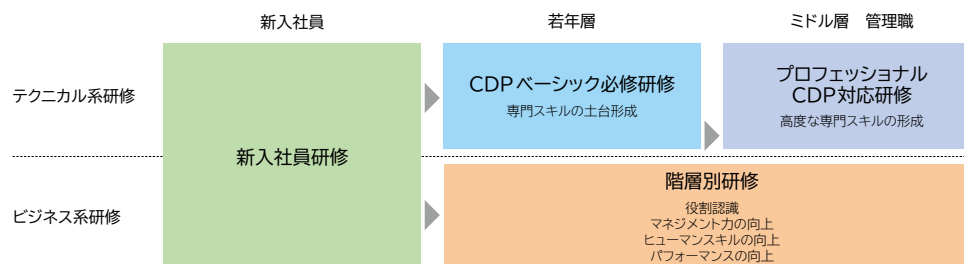 新入社員
若年層
ミドル層　管理職
テクニカル系研修
新入社員研修
CDPベーシック必修研修
専門スキルの土台形成
プロフェッショナル
CDP対応研修
高度な専門スキルの形成
ビジネス系研修
階層別研修
役割認識
マネジメント力の向上
ヒューマンスキルの向上
パフォーマンスの向上